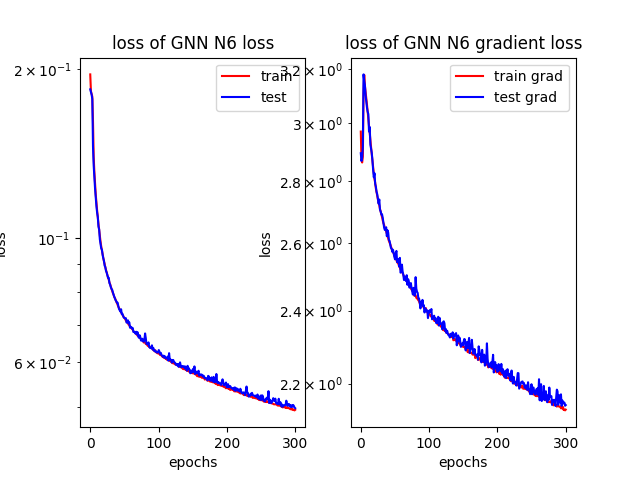 loss of GNN N6 loss
2 × 10⁻¹
10⁻¹
6 × 10⁻²
loss
0
100
200
300
epochs
train
test
loss of GNN N6 gradient loss
3.2 × 10⁰
3 × 10⁰
2.8 × 10⁰
2.6 × 10⁰
2.4 × 10⁰
2.2 × 10⁰
loss
0
100
200
300
epochs
train grad
test grad